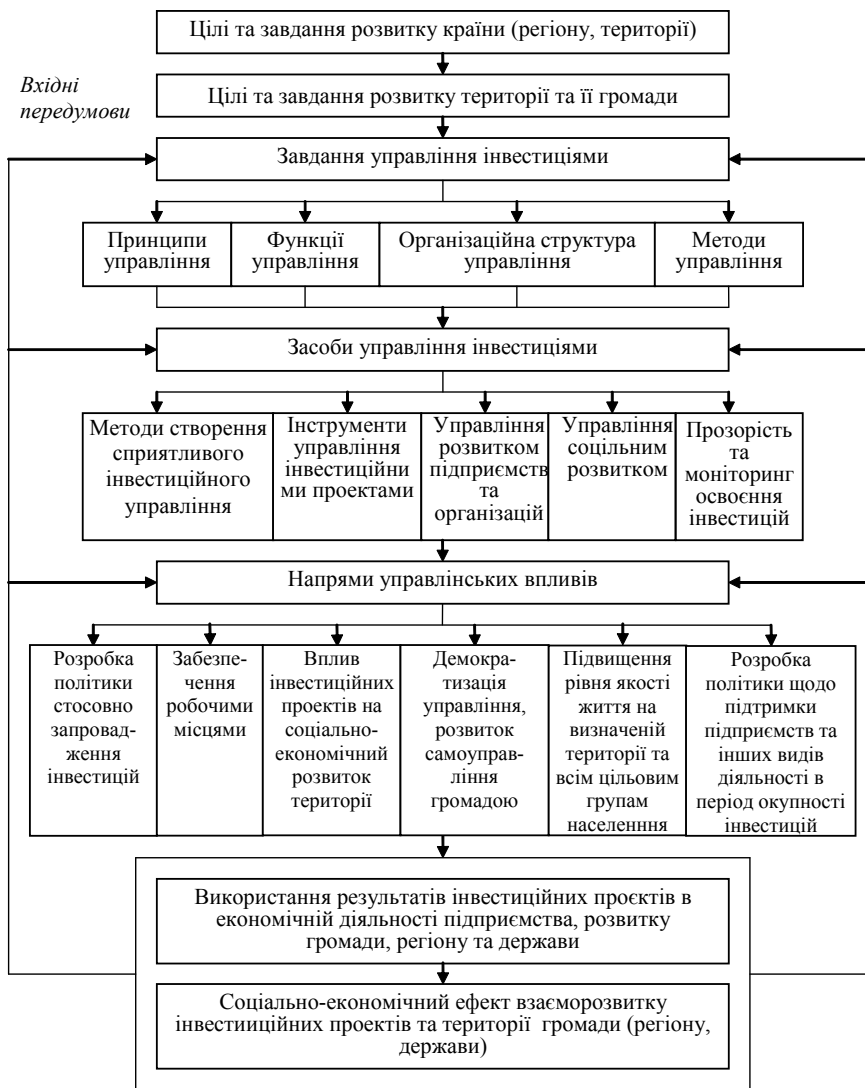 Цілі та завдання розвитку країни (регіону, території)
Вхідні
передумови
Цілі та завдання розвитку території та її громади
Завдання управління інвестиціями
Принципи
управління
Функції
управління
Організаційна структура
управління
Методи
управління
Засоби управління інвестиціями
Методи створення
сприятливого
інвестиційного
управління
Інструменти
управління
інвестиційни
ми проектами
Управління
розвитком
підприємств
та
організацій
Управління
соцільним
розвитком
Прозорість
та
моніторинг
освоєння
інвестицій
Напрями управлінських впливів
Розробка
політики
стосовно
запровад-
ження
інвестицій
Забезпе-
чення
робочими
місцями
Вплив
інвестиційних
проектів на
соціально-
економічний
розвиток
території
Демокра-
тизація
управління,
розвиток
самоуправ-
ління
громадою
Підвищення
рівня якості
життя на
визначеній
території та
всім цільовим
групам
населенння
Розробка
політики щодо
підтримки
підприємств та
інших видів
діяльності в
період окупності
інвестицій
Використання результатів інвестиційних проєктів в
економічній діяльності підприємства, розвитку
громади, регіону та держави
Соціально-економічний ефект взаєморозвитку
інвестииційних проектів та території громади (регіону,
держави)